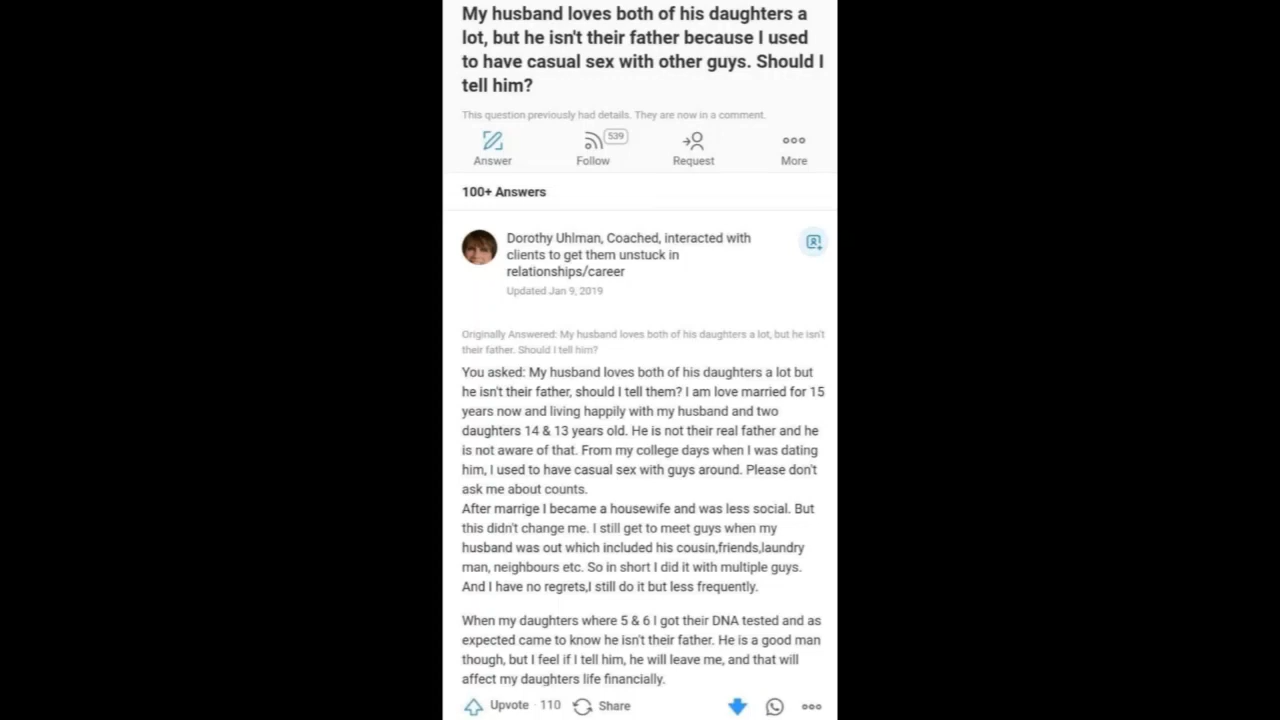 My husband loves both of his daughters a
lot, but he isn't their father because I used
to have casual sex with other guys. Should I
tell him?
This question previously had details. They are now in a comment.
539
Answer
Follow
Request
More
100+ Answers
Dorothy Uhlman, Coached, interacted with
clients to get them unstuck in
relationships/career
Updated Jan 9, 2019
Originally Answered: My husband loves both of his daughters a lot, but he isn't
their father. Should I tell him?
You asked: My husband loves both of his daughters a lot but
he isn't their father, should I tell them? I am love married for 15
years now and living happily with my husband and two
daughters 14 & 13 years old. He is not their real father and he
is not aware of that. From my college days when I was dating
him, I used to have casual sex with guys around. Please don't
ask me about counts.
After marrige I became a housewife and was less social. But
this didn't change me. I still get to meet guys when my
husband was out which included his cousin,friends,laundry
man, neighbours etc. So in short I did it with multiple guys.
And I have no regrets,I still do it but less frequently.
When my daughters where 5 & 6 I got their DNA tested and as
expected came to know he isn't their father. He is a good man
though, but I feel if I tell him, he will leave me, and that will
affect my daughters life financially.
Upvote · 110 Share